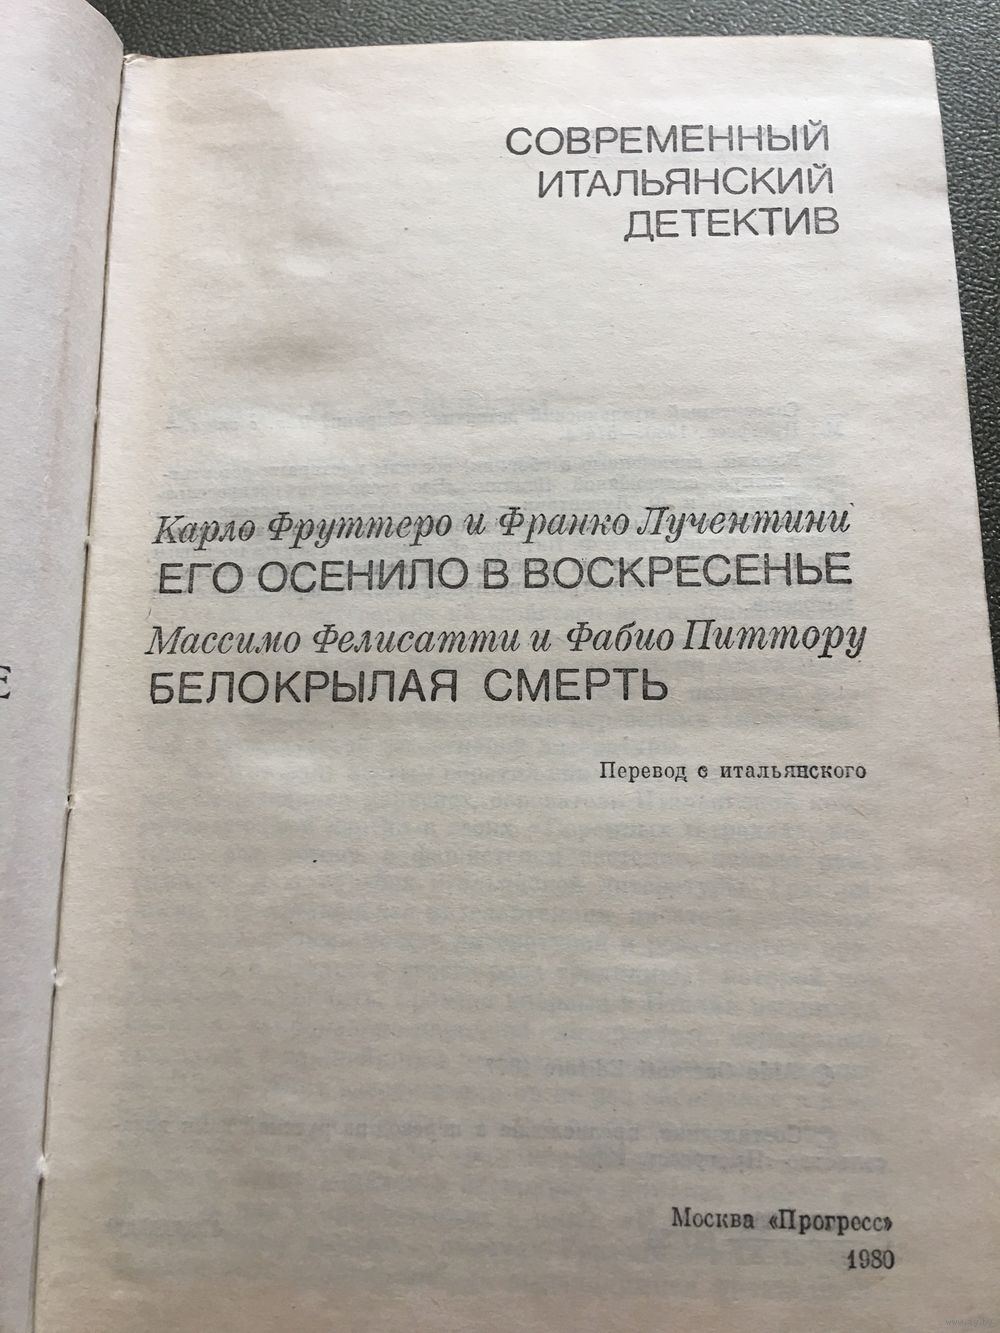 СОВРЕМЕННЫЙ
ИТАЛЬЯНСКИЙ
ДЕТЕКТИВ
Карло Фруттеро и Франко Лучентини
ЕГО ОСЕНИЛО В ВОСКРЕСЕНЬЕ
Массимо Фелисатти и Фабио Питтору
БЕЛОКРЫЛАЯ СМЕРТЬ
Е
Перевод с итальянского
Москва «Прогресс»
1980